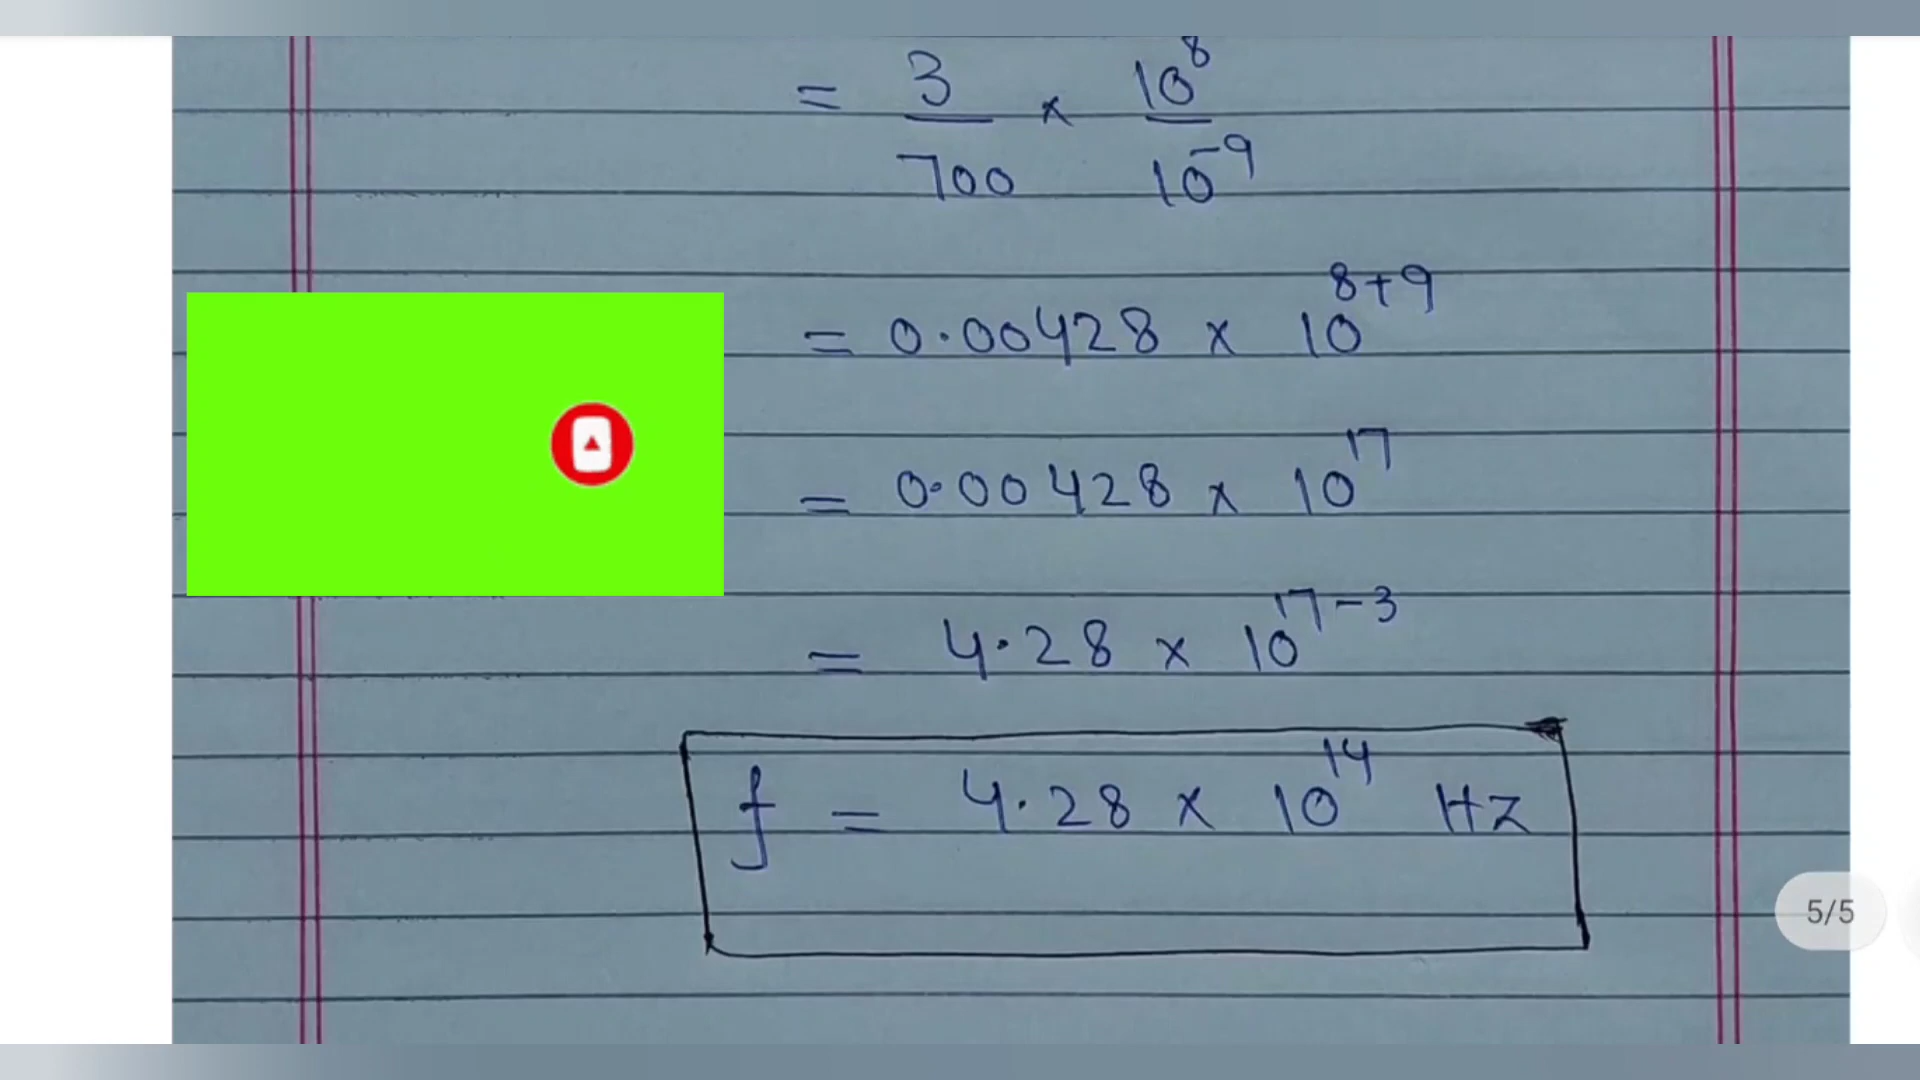 = 3/700 × 10^8/10^-9
= 0.00428 × 10^8+9
= 0.00428 × 10^17
= 4.28 × 10^17-3
f = 4.28 × 10^14 Hz
5/5